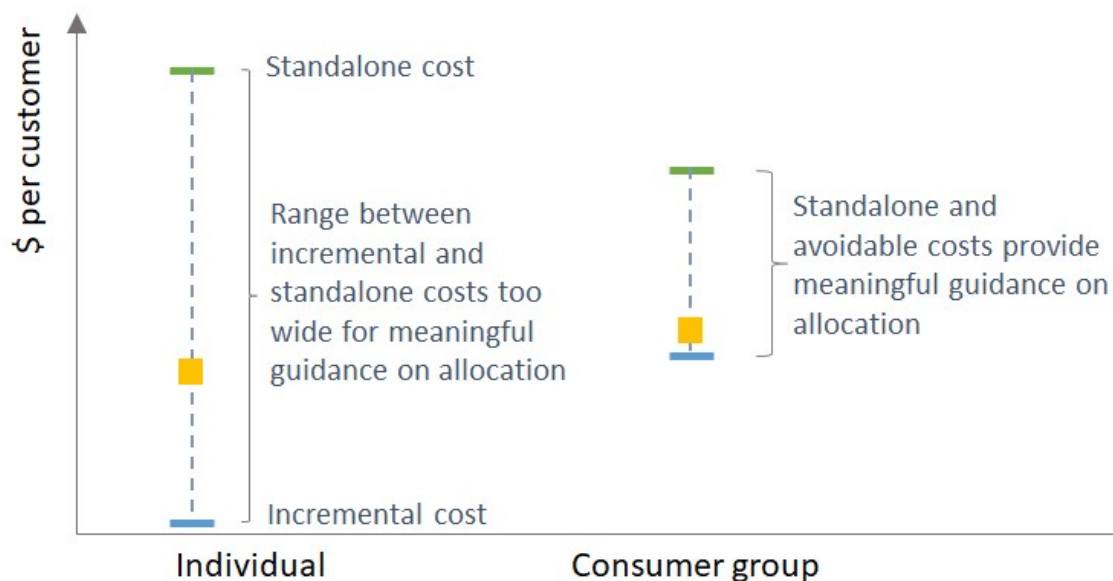 $ per customer
Standalone cost
Range between
incremental and
standalone costs too
wide for meaningful
guidance on allocation
Incremental cost
Standalone and
avoidable costs provide
meaningful guidance on
allocation
Individual
Consumer group